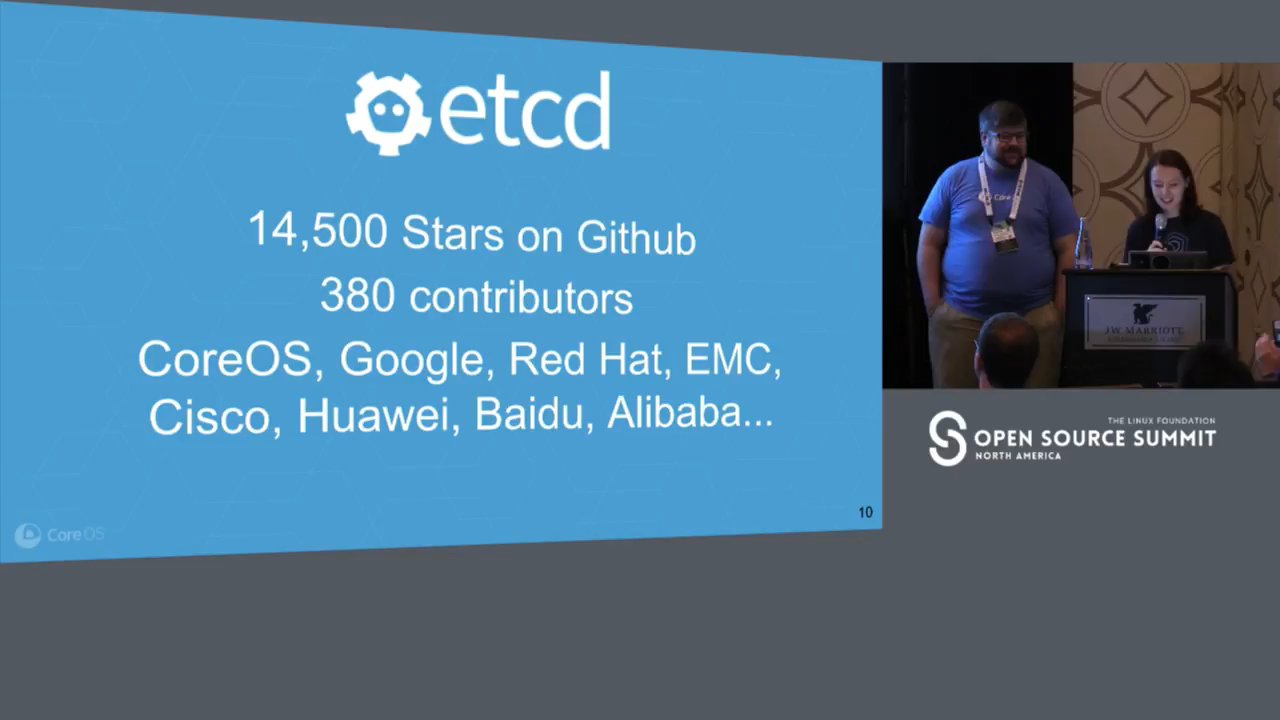 etcd
14,500 Stars on Github
380 contributors
CoreOS, Google, Red Hat, EMC,
Cisco, Huawei, Baidu, Alibaba...
10
CoreOS
JW MARRIOTT
THE LINUX FOUNDATION
OPEN SOURCE SUMMIT
NORTH AMERICA